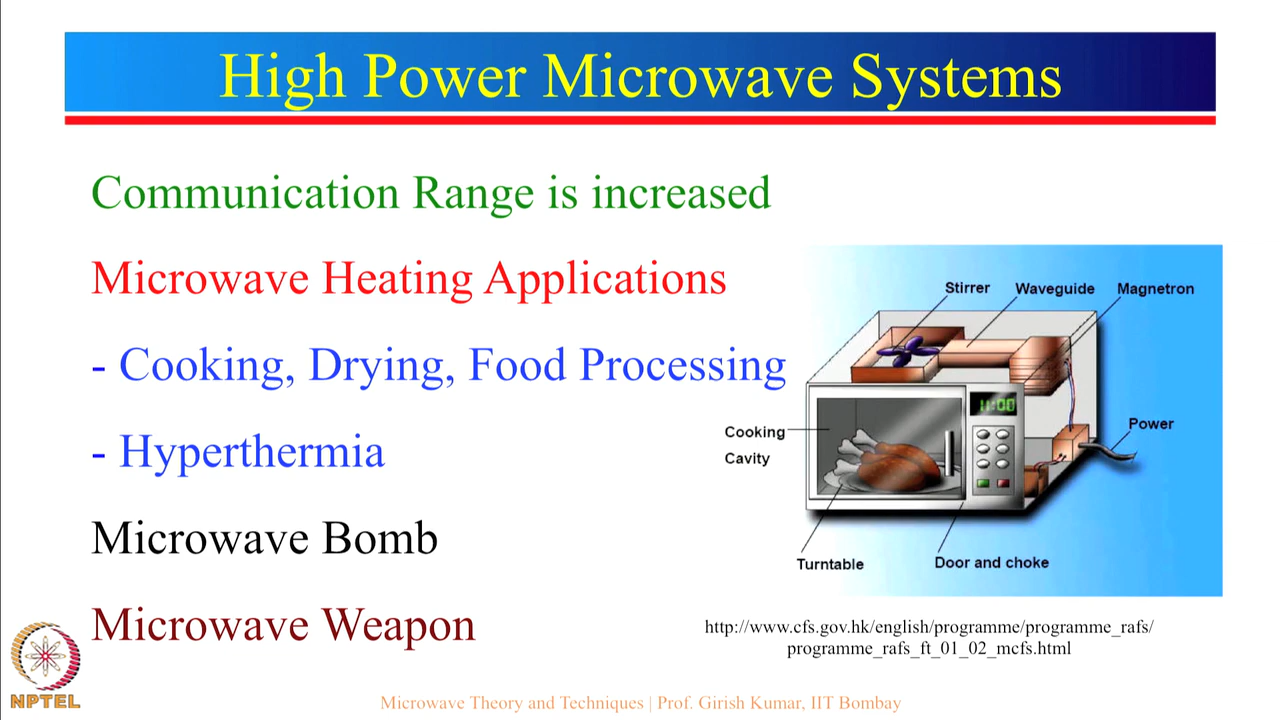 High Power Microwave Systems
Communication Range is increased
Microwave Heating Applications
- Cooking, Drying, Food Processing
- Hyperthermia
Microwave Bomb
Microwave Weapon
Stirrer
Waveguide
Magnetron
11:00
Power
Cooking
Cavity
Turntable
Door and choke
http://www.cfs.gov.hk/english/programme/programme_rafs/
programme_rafs_ft_01_02_mcfs.html
NPTEL
Microwave Theory and Techniques | Prof. Girish Kumar, IIT Bombay